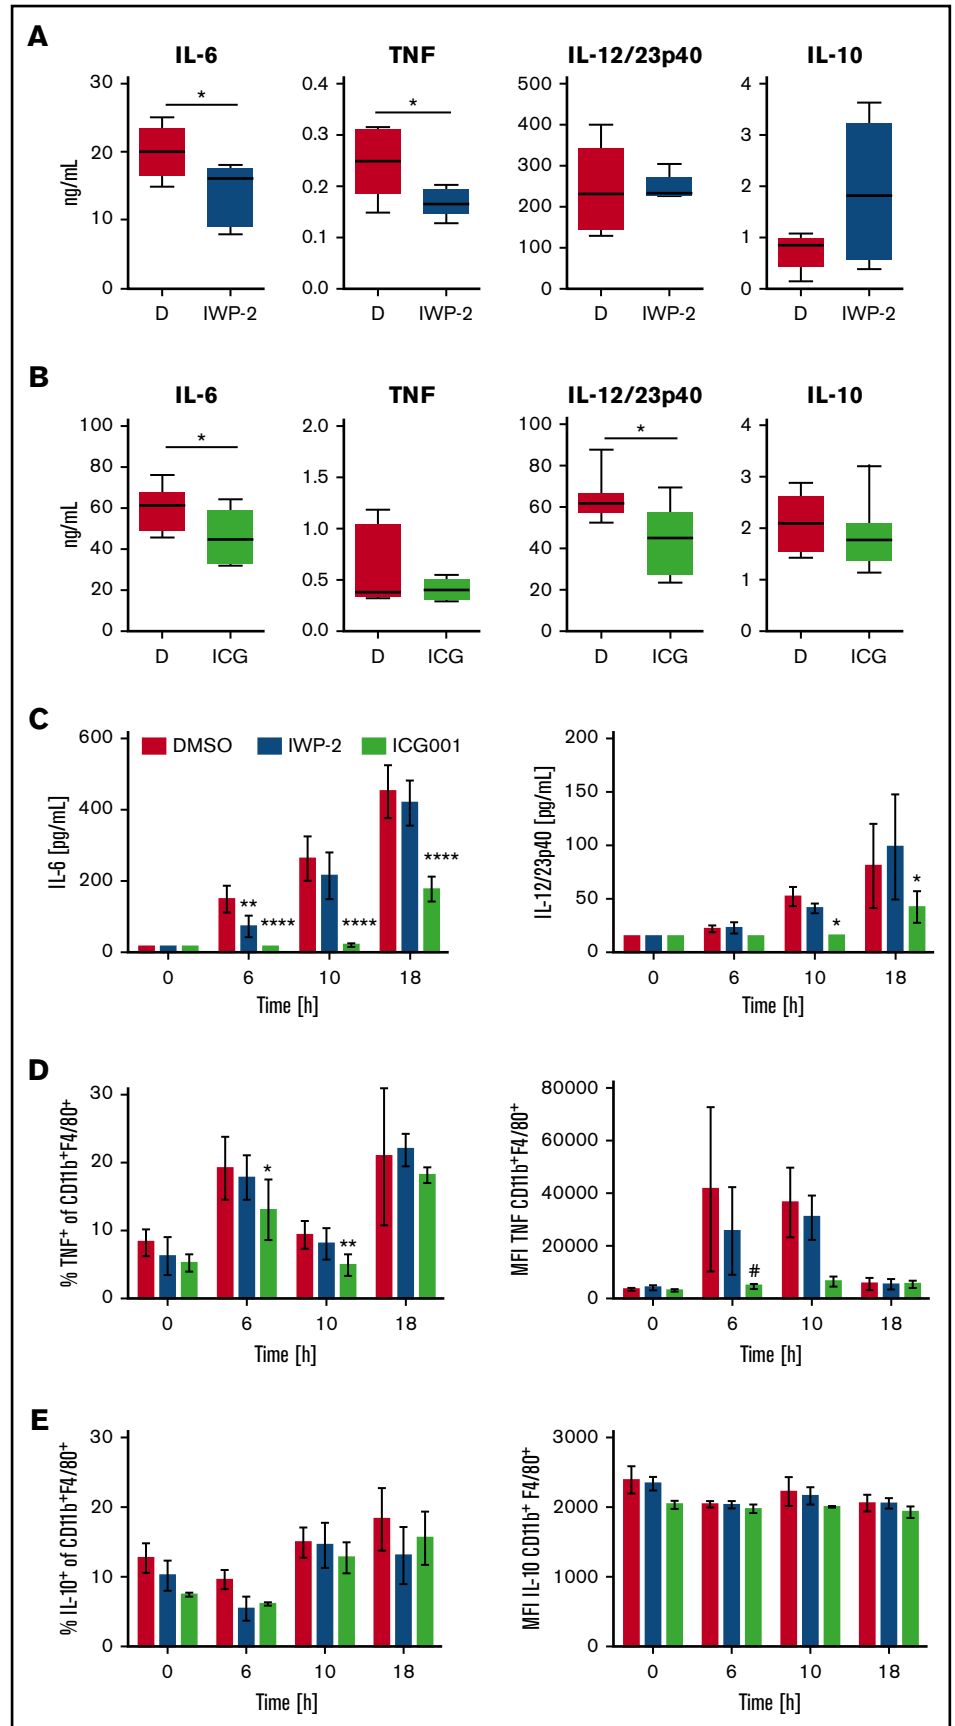 A
IL-6 TNF IL-12/23p40 IL-10
ng/mL
30
20
10
0
*
D IWP-2
0.4
0.3
0.2
0.1
0.0
*
D IWP-2
500
400
300
200
100
0
D IWP-2
4
3
2
1
0
D IWP-2
B
IL-6 TNF IL-12/23p40 IL-10
ng/mL
100
80
60
40
20
0
*
D ICG
2.0
1.5
1.0
0.5
0.0
D ICG
100
80
60
40
20
0
*
D ICG
4
3
2
1
0
D ICG
C
DMSO IWP-2 ICG001
IL-6 [pg/mL]
600
400
200
0
** **** **** ****
0 6 10 18
Time [h]
IL-12/23p40 [pg/mL]
200
150
100
50
0
* *
0 6 10 18
Time [h]
D
% TNF⁺ of CD11b⁺F4/80⁺
30
20
10
0
* **
0 6 10 18
Time [h]
MFI TNF CD11b⁺F4/80⁺
80000
60000
40000
20000
0
#
0 6 10 18
Time [h]
E
% IL-10⁺ of CD11b⁺F4/80⁺
30
20
10
0
0 6 10 18
Time [h]
MFI IL-10 CD11b⁺ F4/80⁺
3000
2000
1000
0
0 6 10 18
Time [h]